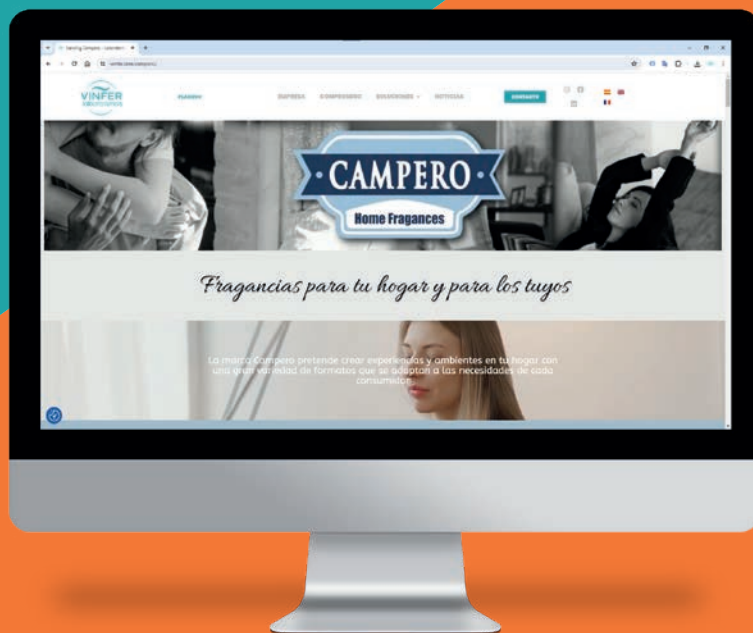 VINFER
EMPRESA COMPROMISO SOLUCIONES NOTICIAS
CONTACTO
CAMPERO
Home Fragances
Fragancias para tu hogar y para los tuyos
La marca Campero pretende crear experiencias y ambientes en tu hogar con
una gran variedad de formatos que se adaptan a las necesidades de cada
consumidor.